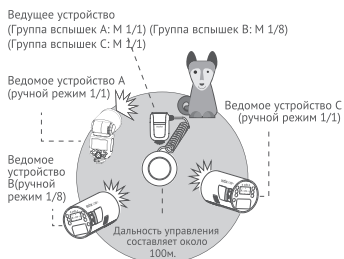 Ведущее устройство
(Группа вспышек A: M 1/1) (Группа вспышек B: M 1/8)
(Группа вспышек C: M 1/1)
Ведомое устройство A
(ручной режим 1/1)
Ведомое устройство C
(ручной режим 1/1)
Ведомое
устройство
B(ручной
режим 1/8)
Дальность управления
составляет около
100м.